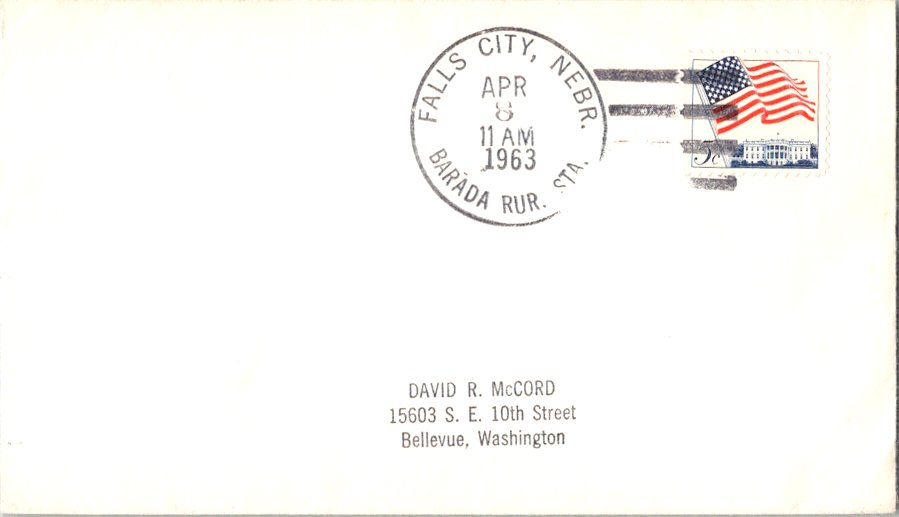 FALLS CITY, NEBR.
APR
8
11 AM
1963
BARADA RUR. STA.
5c
DAVID R. McCORD
15603 S. E. 10th Street
Bellevue, Washington